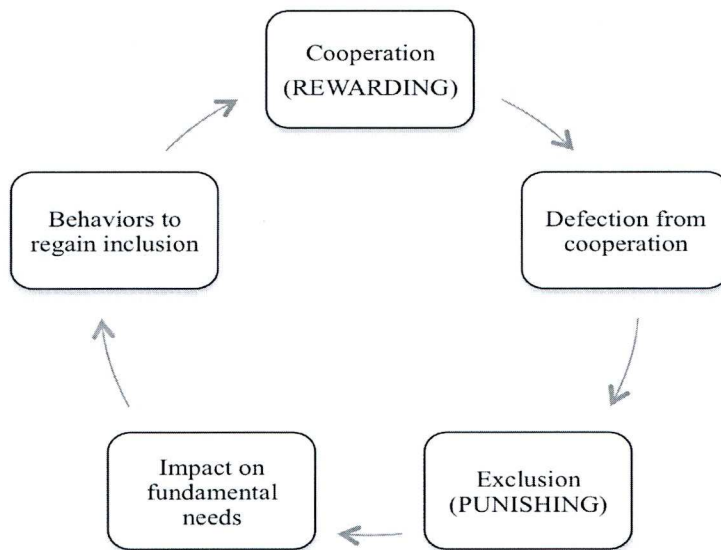 Cooperation
(REWARDING)
Defection from
cooperation
Exclusion
(PUNISHING)
Impact on
fundamental
needs
Behaviors to
regain inclusion